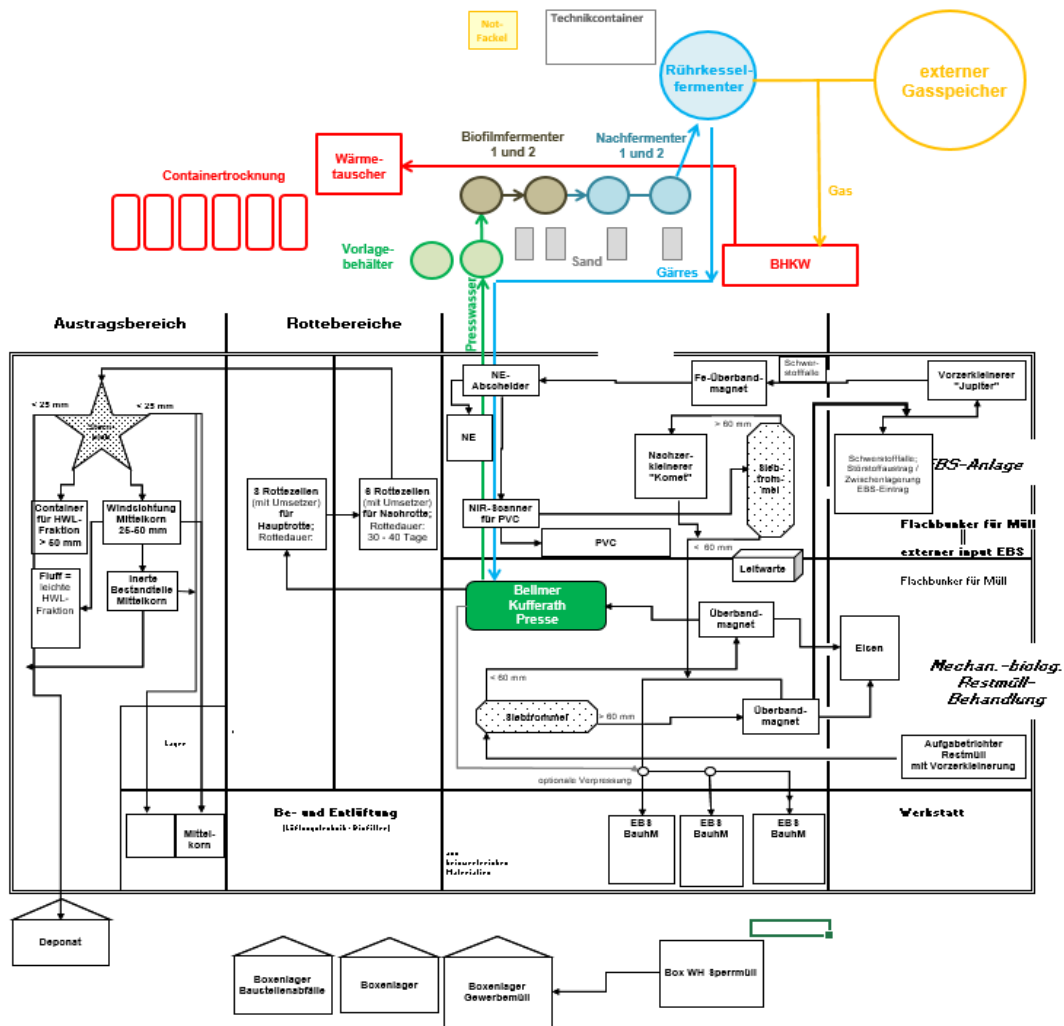 Not-
Fackel
Technikcontainer
Rührkessel-
fermenter
externer
Gasspeicher
Biofilmfermenter
1 und 2
Nachfermenter
1 und 2
Wärme-
tauscher
Containertrocknung
Gas
Vorlage-
behälter
Sand
BHKW
Gärres
Presswasser
Austragsbereich
Rottebereiche
NE-
Abscheider
Fe-Überband-
magnet
Schwer-
stofffalle
Vorzerkleinerer
"Jupiter"
< 25 mm
< 25 mm
> 60 mm
NE
Nachzer-
kleinerer
"Komet"
Sieb-
trommel
Schwerstofffalle;
Störstoffaustrag /
Zwischenlagerung
EBS-Eintrag
EBS-Anlage
Container
für HWL-
Fraktion
> 60 mm
Windsichtung
Mittelkorn
25-60 mm
8 Rottezellen
(mit Umsetzer)
für
Hauptrotte;
Rottedauer:
6 Rottezellen
(mit Umsetzer)
für Nachrotte;
Rottedauer:
30 - 40 Tage
NIR-Scanner
für PVC
PVC
< 60 mm
Flachbunker für Müll
externer input EBS
Leitwarte
Flachbunker für Müll
Fluff =
leichte
HWL-
Fraktion
Inerte
Bestandteile
Mittelkorn
Bellmer
Kufferath
Presse
Überband-
magnet
Eisen
Mechan.-biolog.
Restmüll-
Behandlung
< 60 mm
Siebtrommel
> 60 mm
Überband-
magnet
Lager
Aufgabetrichter
Restmüll
mit Vorzerkleinerung
optionale Verpressung
Be- und Entlüftung
(Lüftungstechnik - Biofilter)
Werkstatt
Mittel-
korn
EBS
BauhM
EBS
BauhM
EBS
BauhM
Materialien
Deponat
Boxenlager
Baustellenabfälle
Boxenlager
Boxenlager
Gewerbemüll
Box WH Sperrmüll